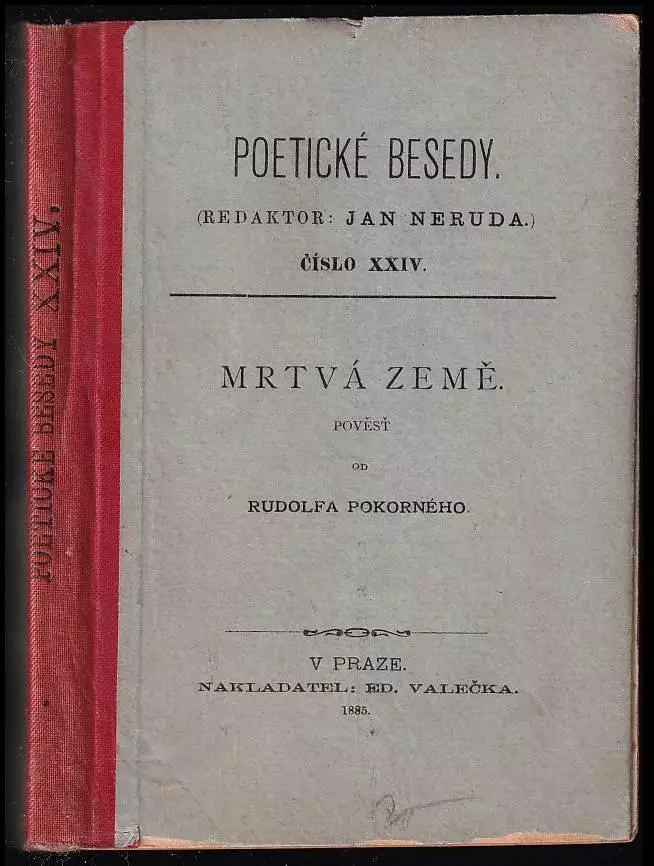 POETICKÉ BESEDY XXIV.
POETICKÉ BESEDY.
(REDAKTOR: JAN NERUDA.)
ČÍSLO XXIV.
MRTVÁ ZEMĚ.
POVĚSŤ
OD
RUDOLFA POKORNÉHO.
V PRAZE.
NAKLADATEL: ED. VALEČKA.
1885.